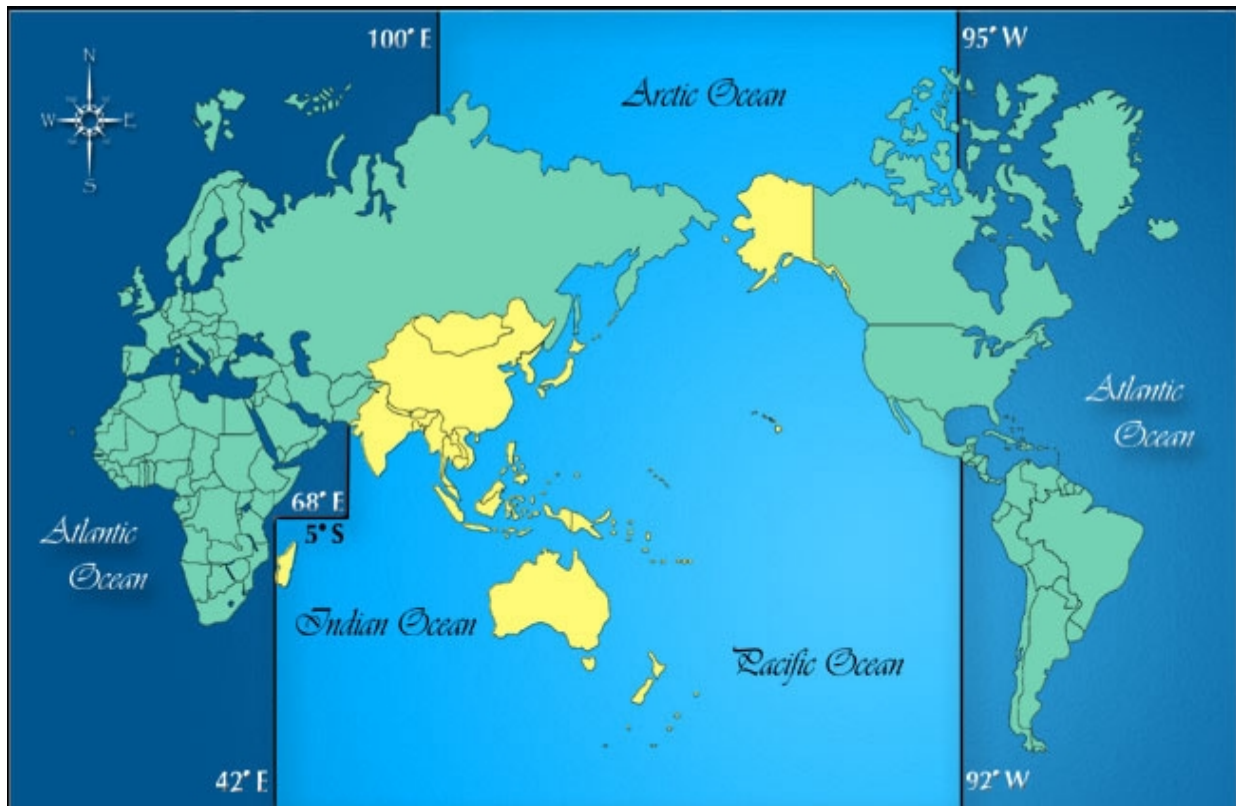 100° E
95° W
Arctic Ocean
N
W
E
S
Atlantic
Ocean
68° E
5° S
Atlantic
Ocean
Indian Ocean
Pacific Ocean
42° E
92° W